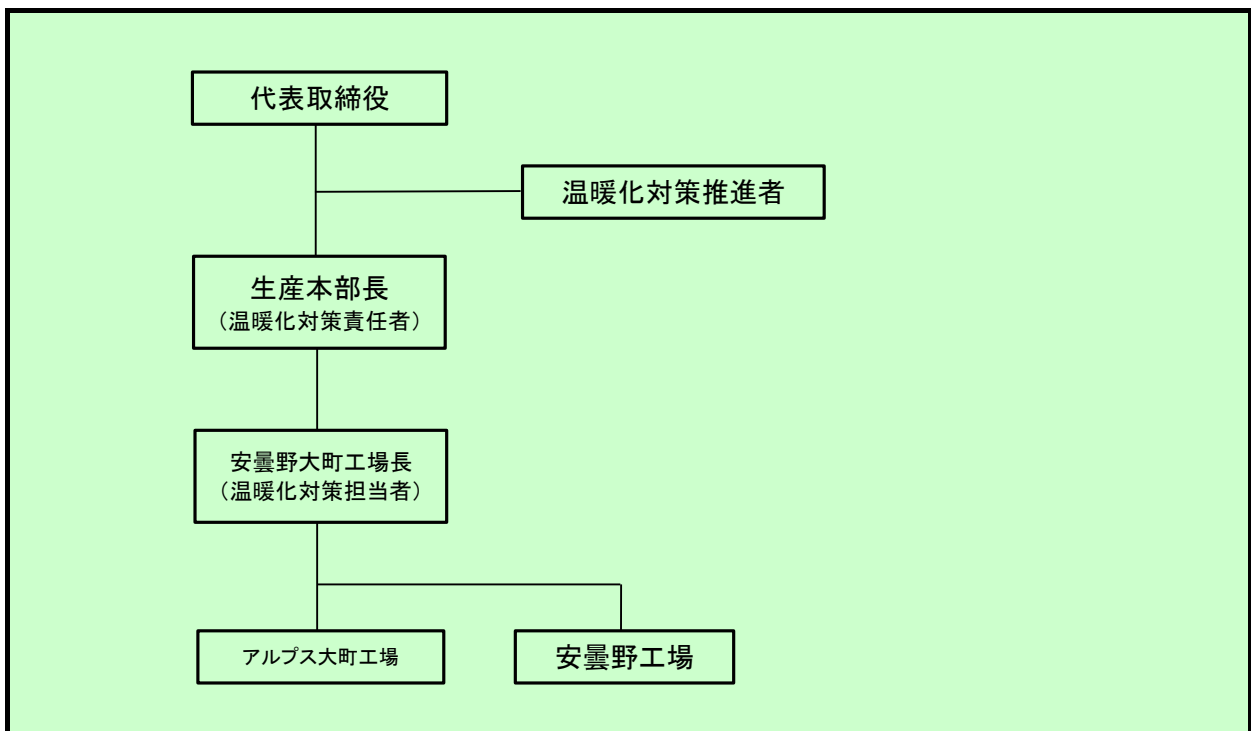 代表取締役
温暖化対策推進者
生産本部長
（温暖化対策責任者）
安曇野大町工場長
（温暖化対策担当者）
アルプス大町工場
安曇野工場